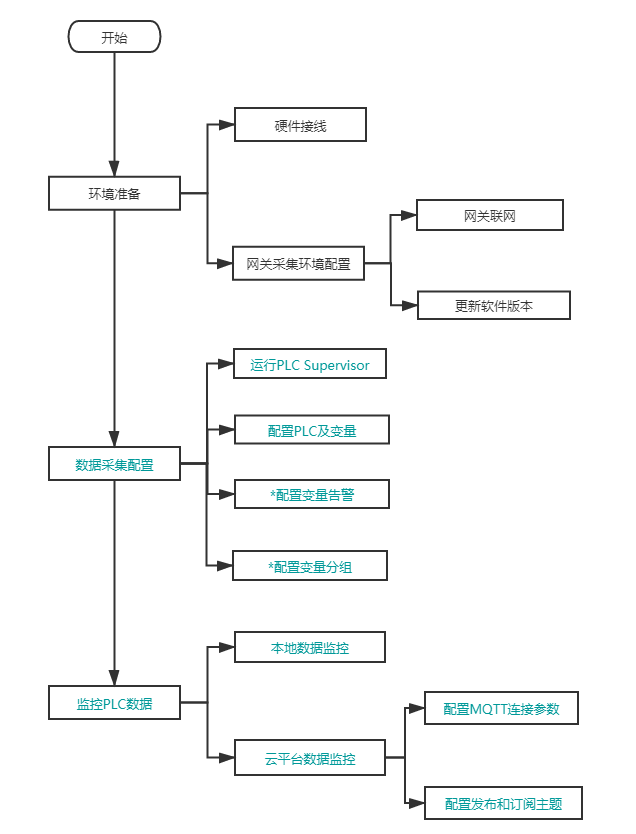 开始
硬件接线
环境准备
网关联网
网关采集环境配置
更新软件版本
运行PLC Supervisor
配置PLC及变量
数据采集配置
*配置变量告警
*配置变量分组
本地数据监控
监控PLC数据
配置MQTT连接参数
云平台数据监控
配置发布和订阅主题